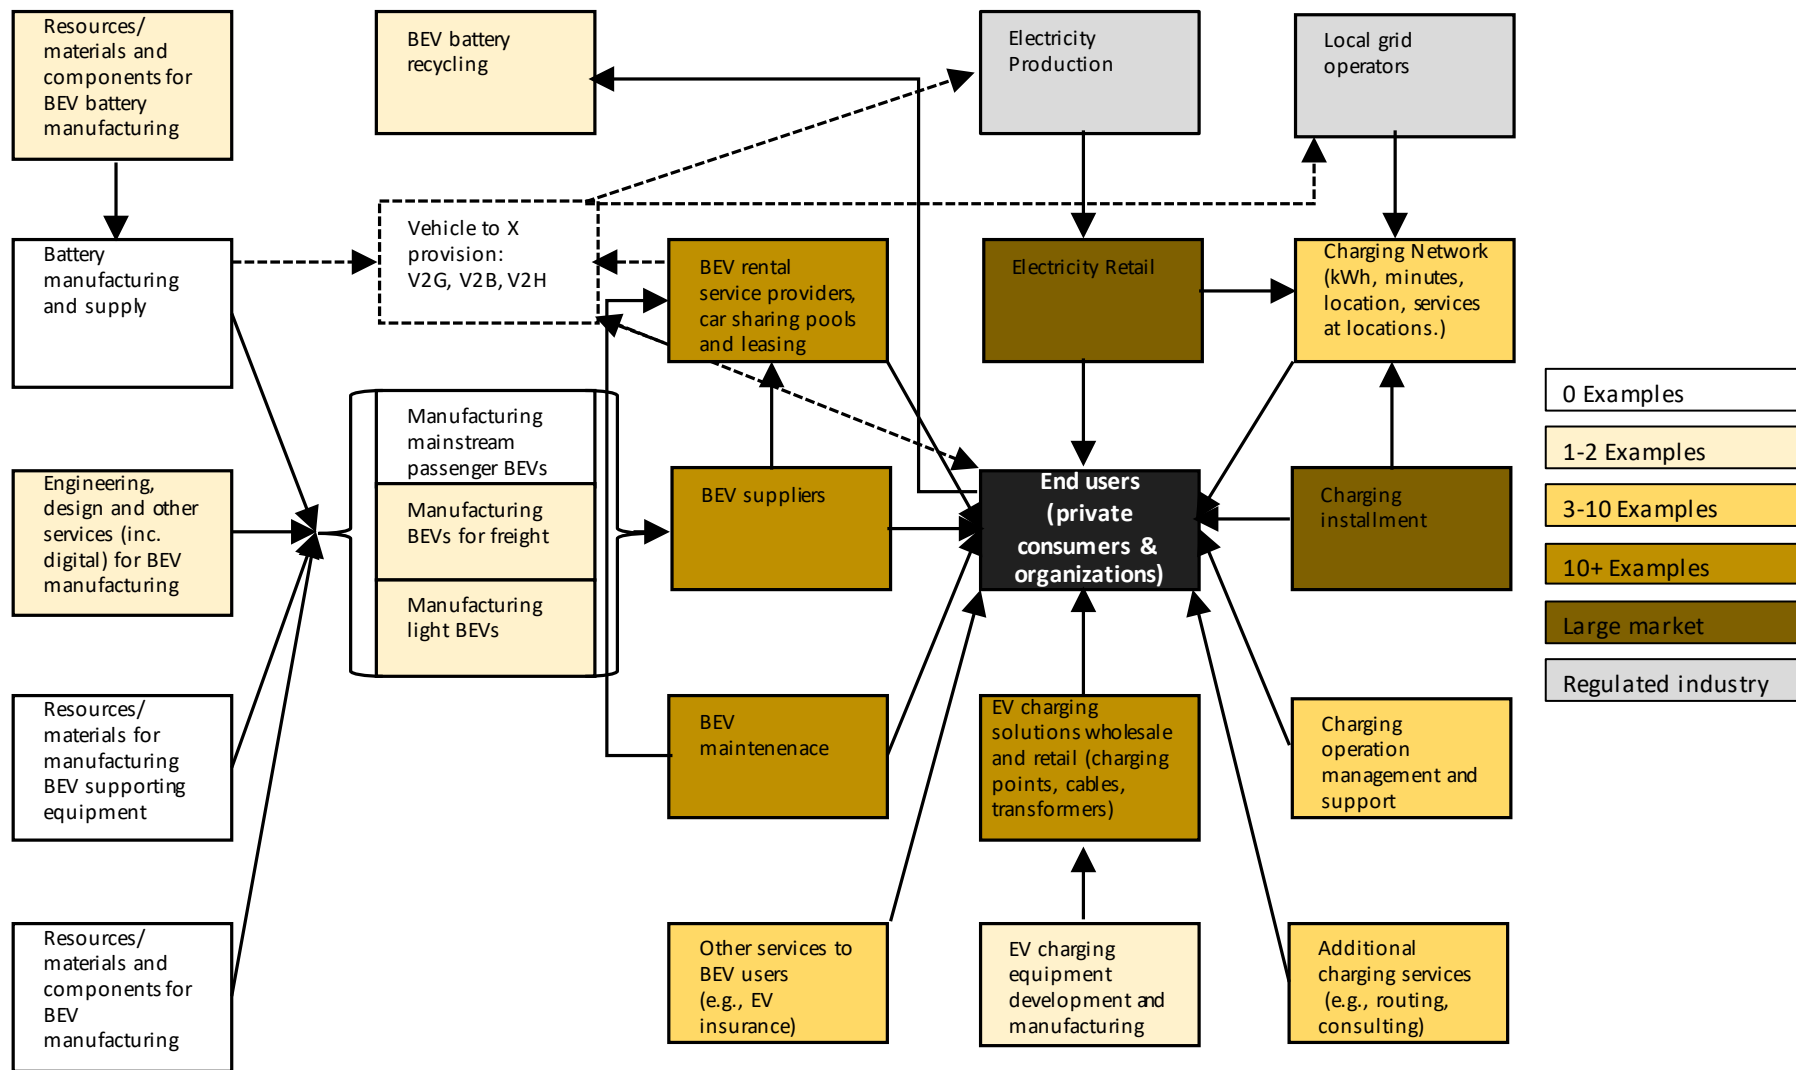 Resources/
materials and
components for
BEV battery
manufacturing
BEV battery
recycling
Electricity
Production
Local grid
operators
Battery
manufacturing
and supply
Vehicle to X
provision:
V2G, V2B, V2H
BEV rental
service providers,
car sharing pools
and leasing
Electricity Retail
Charging Network
(kWh, minutes,
location, services
at locations.)
Engineering,
design and other
services (inc.
digital) for BEV
manufacturing
Manufacturing
mainstream
passenger BEVs
Manufacturing
BEVs for freight
Manufacturing
light BEVs
BEV suppliers
End users
(private
consumers &
organizations)
Charging
installment
0 Examples
1-2 Examples
3-10 Examples
10+ Examples
Large market
Regulated industry
Resources/
materials for
manufacturing
BEV supporting
equipment
BEV
maintenenace
EV charging
solutions wholesale
and retail (charging
points, cables,
transformers)
Charging
operation
management and
support
Resources/
materials and
components for
BEV
manufacturing
Other services to
BEV users
(e.g., EV
insurance)
EV charging
equipment
development and
manufacturing
Additional
charging services
(e.g., routing,
consulting)